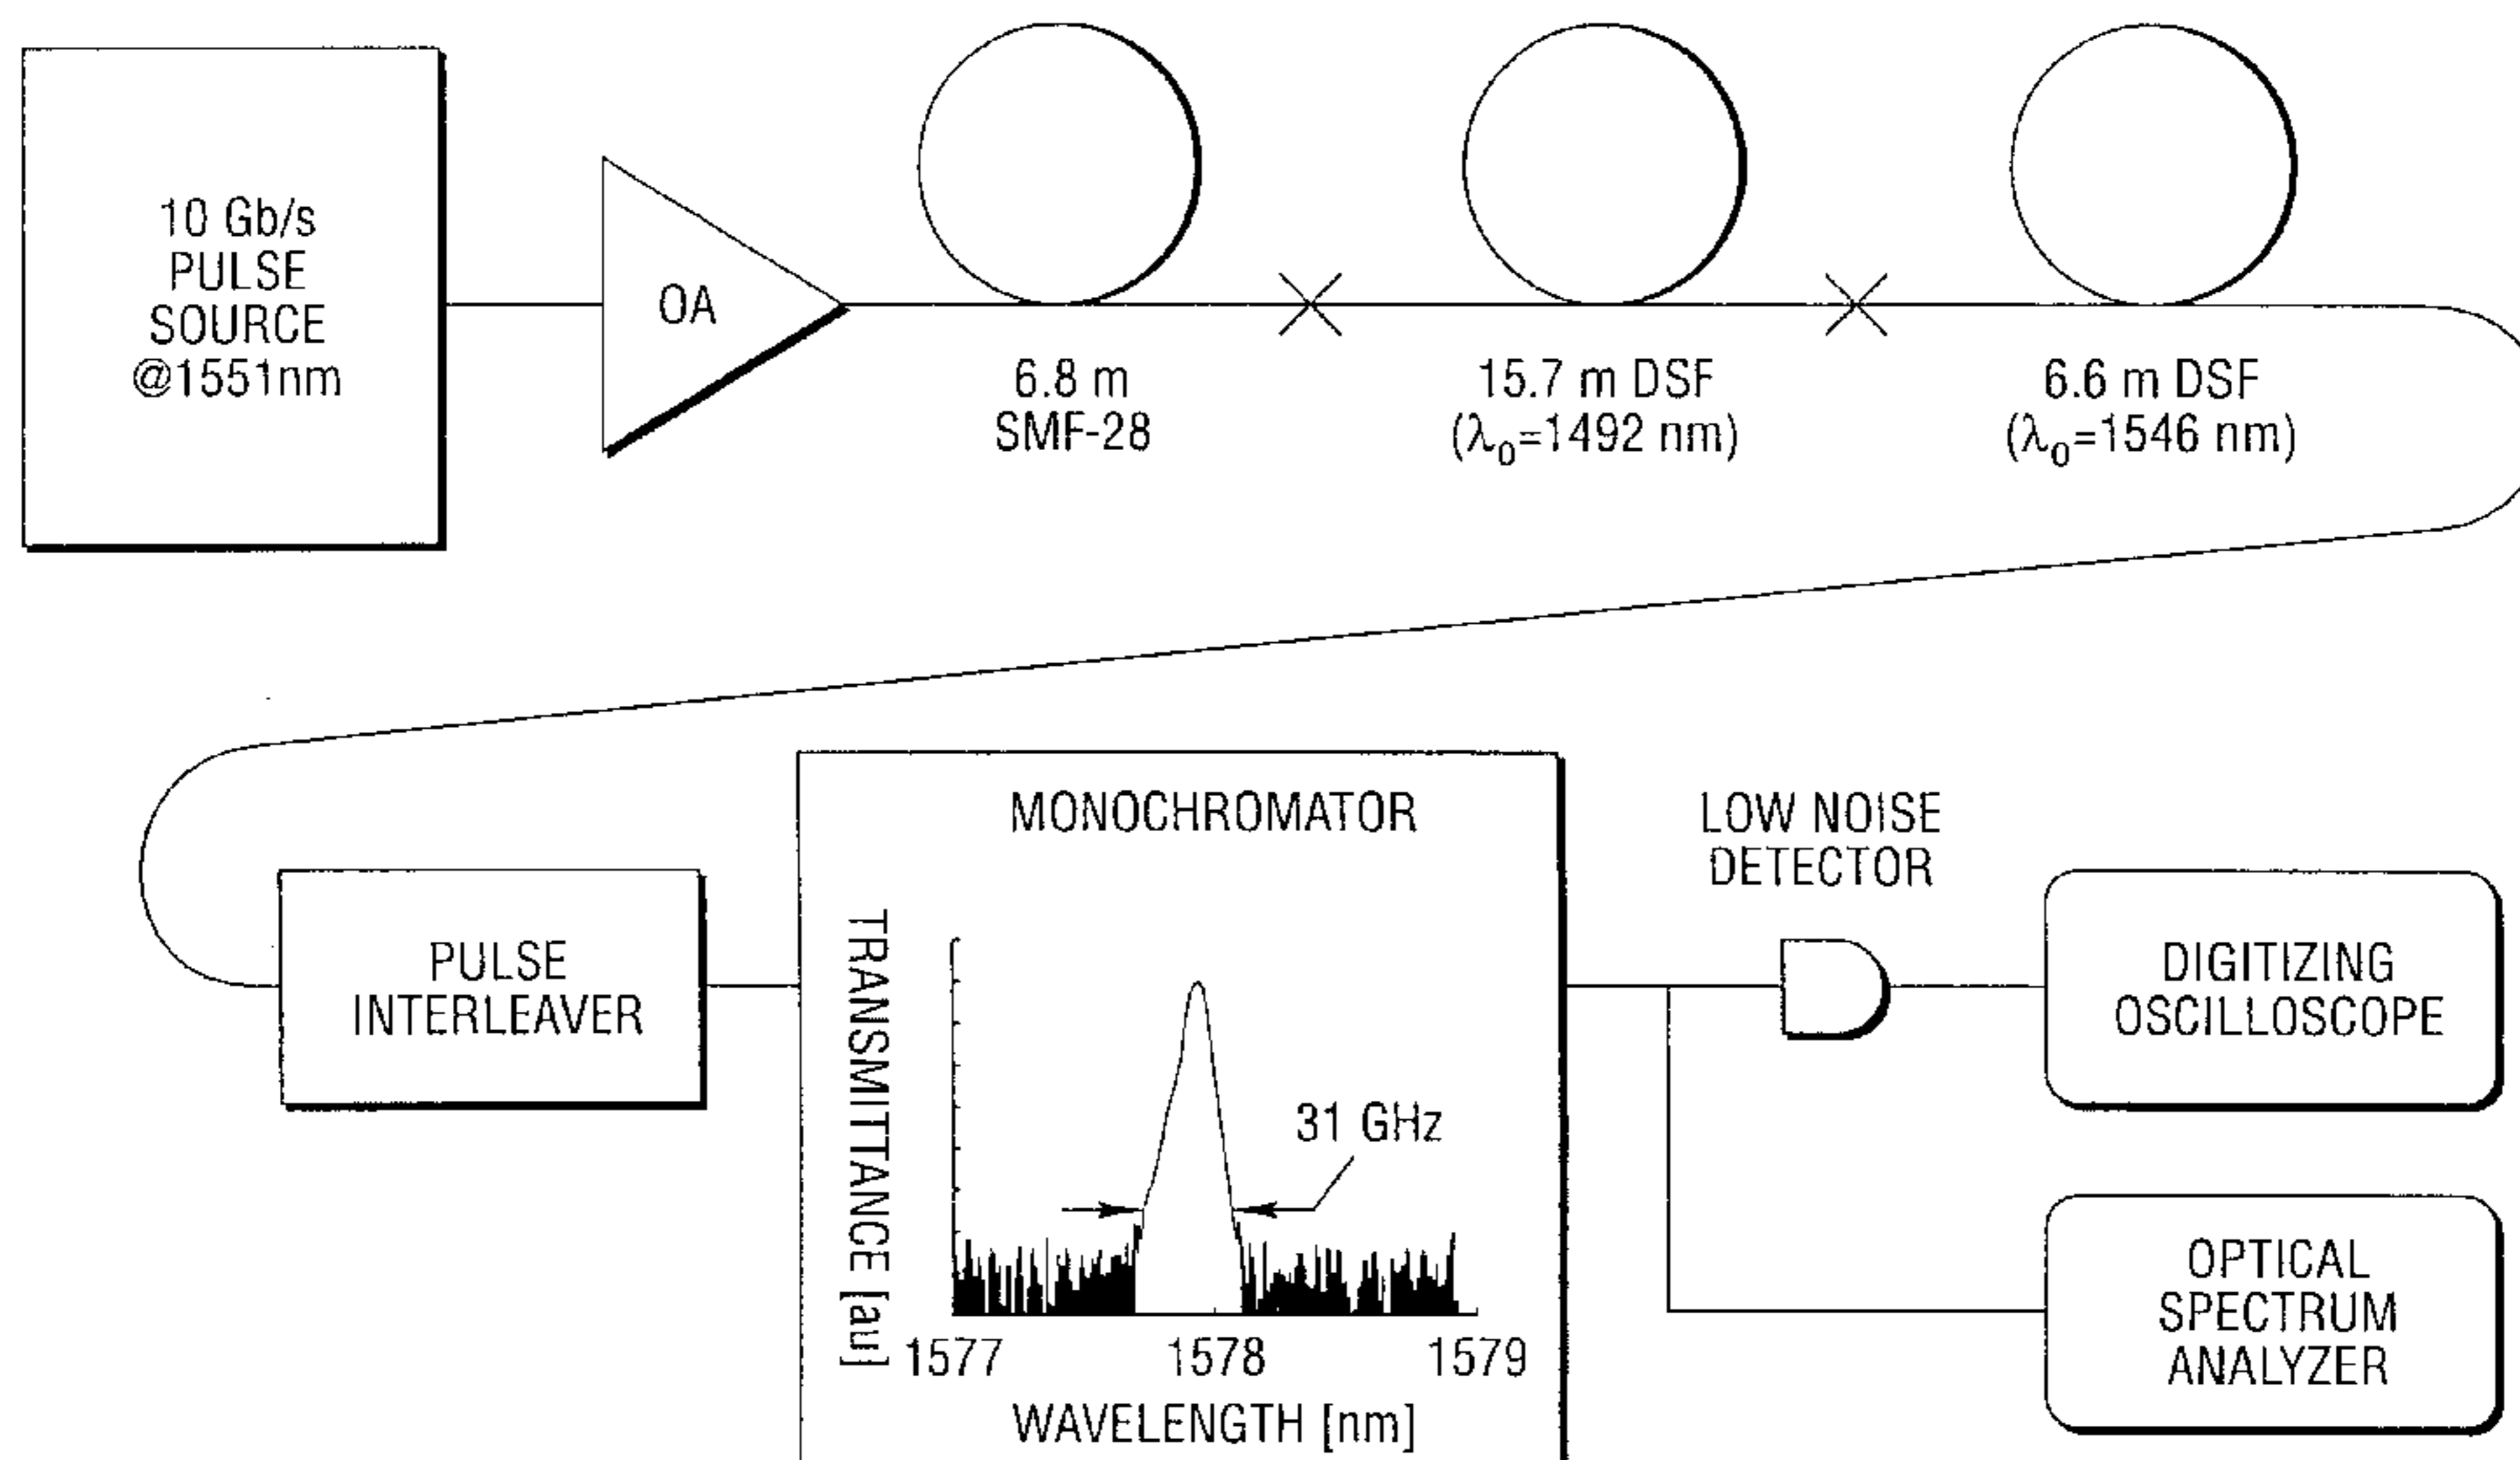 10 Gb/s
PULSE
SOURCE
@1551nm
OA
6.8 m
SMF-28
15.7 m DSF
(λ0=1492 nm)
6.6 m DSF
(λ0=1546 nm)
PULSE
INTERLEAVER
MONOCHROMATOR
TRANSMITTANCE [au]
31 GHz
1577 1578 1579
WAVELENGTH [nm]
LOW NOISE
DETECTOR
DIGITIZING
OSCILLOSCOPE
OPTICAL
SPECTRUM
ANALYZER